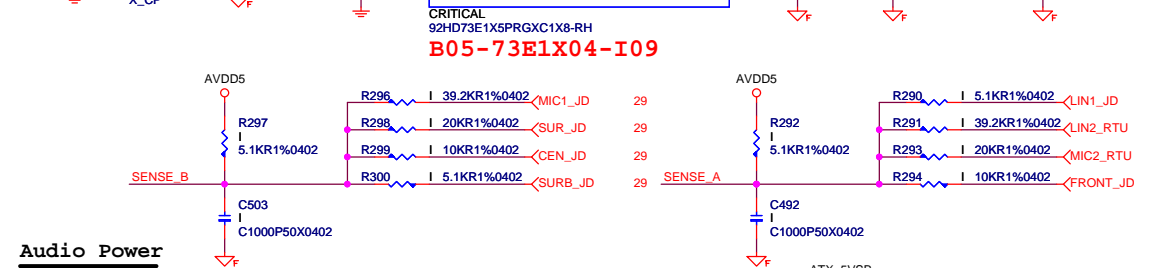 X_CP
F
F
F
F
CRITICAL
92HD73E1X5PRGXC1X8-RH
B05-73E1X04-I09
AVDD5
R297
I
5.1KR1%0402
SENSE_B
C503
I
C1000P50X0402
F
R296 I 39.2KR1%0402 MIC1_JD 29
R298 I 20KR1%0402 SUR_JD 29
R299 I 10KR1%0402 CEN_JD 29
R300 I 5.1KR1%0402 SURB_JD 29
AVDD5
R292
I
5.1KR1%0402
SENSE_A
C492
I
C1000P50X0402
F
R290 I 5.1KR1%0402 LIN1_JD
R291 I 39.2KR1%0402 LIN2_RTU
R293 I 20KR1%0402 MIC2_RTU
R294 I 10KR1%0402 FRONT_JD
Audio Power